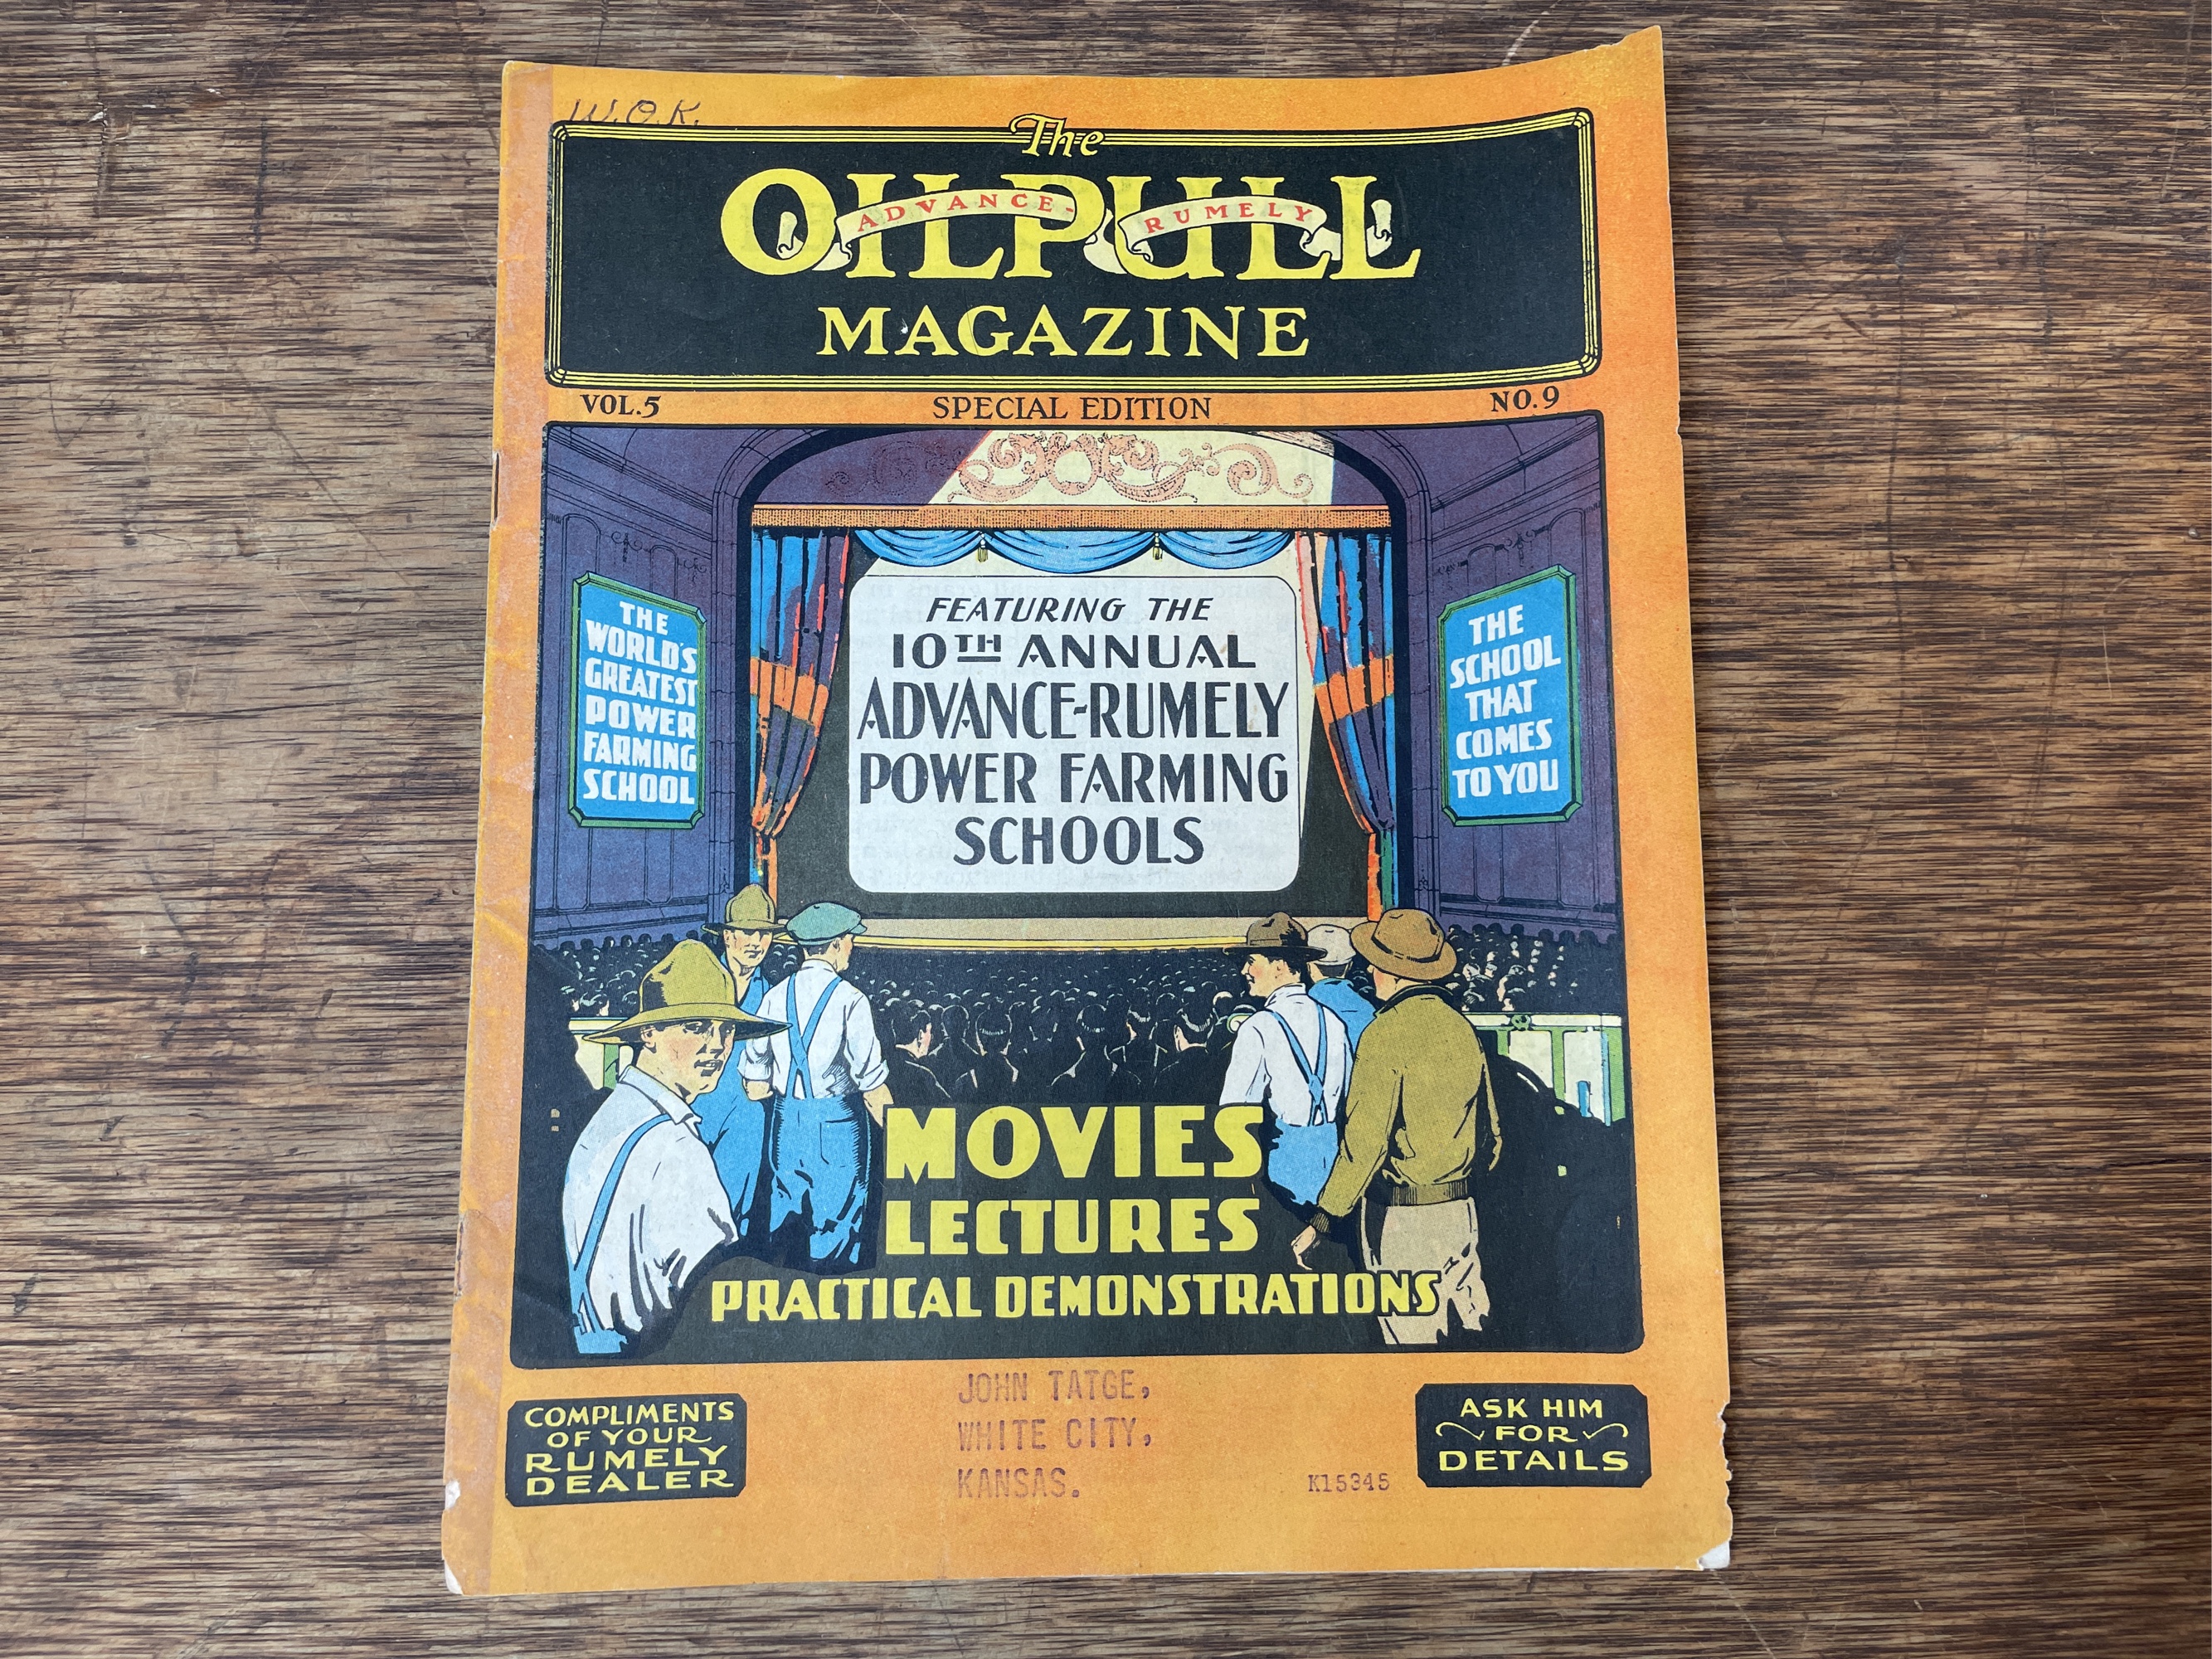 W.O.K.
The
OILPULL
ADVANCE-RUMELY
MAGAZINE
VOL.5 SPECIAL EDITION NO.9
THE
WORLD'S
GREATEST
POWER
FARMING
SCHOOL
FEATURING THE
10TH ANNUAL
ADVANCE-RUMELY
POWER FARMING
SCHOOLS
THE
SCHOOL
THAT
COMES
TO YOU
MOVIES
LECTURES
PRACTICAL DEMONSTRATIONS
COMPLIMENTS
OF YOUR
RUMELY
DEALER
JOHN TATGE,
WHITE CITY,
KANSAS.
K15345
ASK HIM
FOR
DETAILS